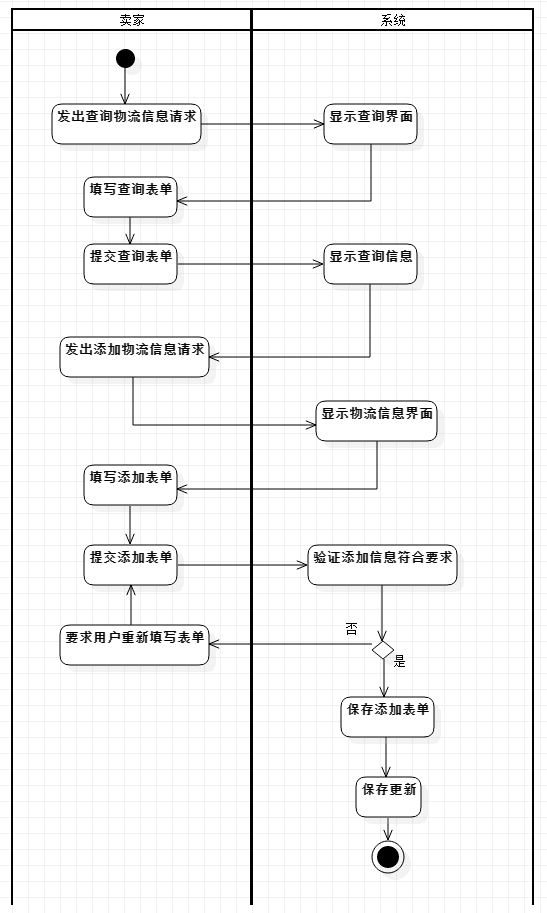 卖家
系统
发出查询物流信息请求
显示查询界面
填写查询表单
提交查询表单
显示查询信息
发出添加物流信息请求
显示物流信息界面
填写添加表单
提交添加表单
验证添加信息符合要求
否
要求用户重新填写表单
是
保存添加表单
保存更新